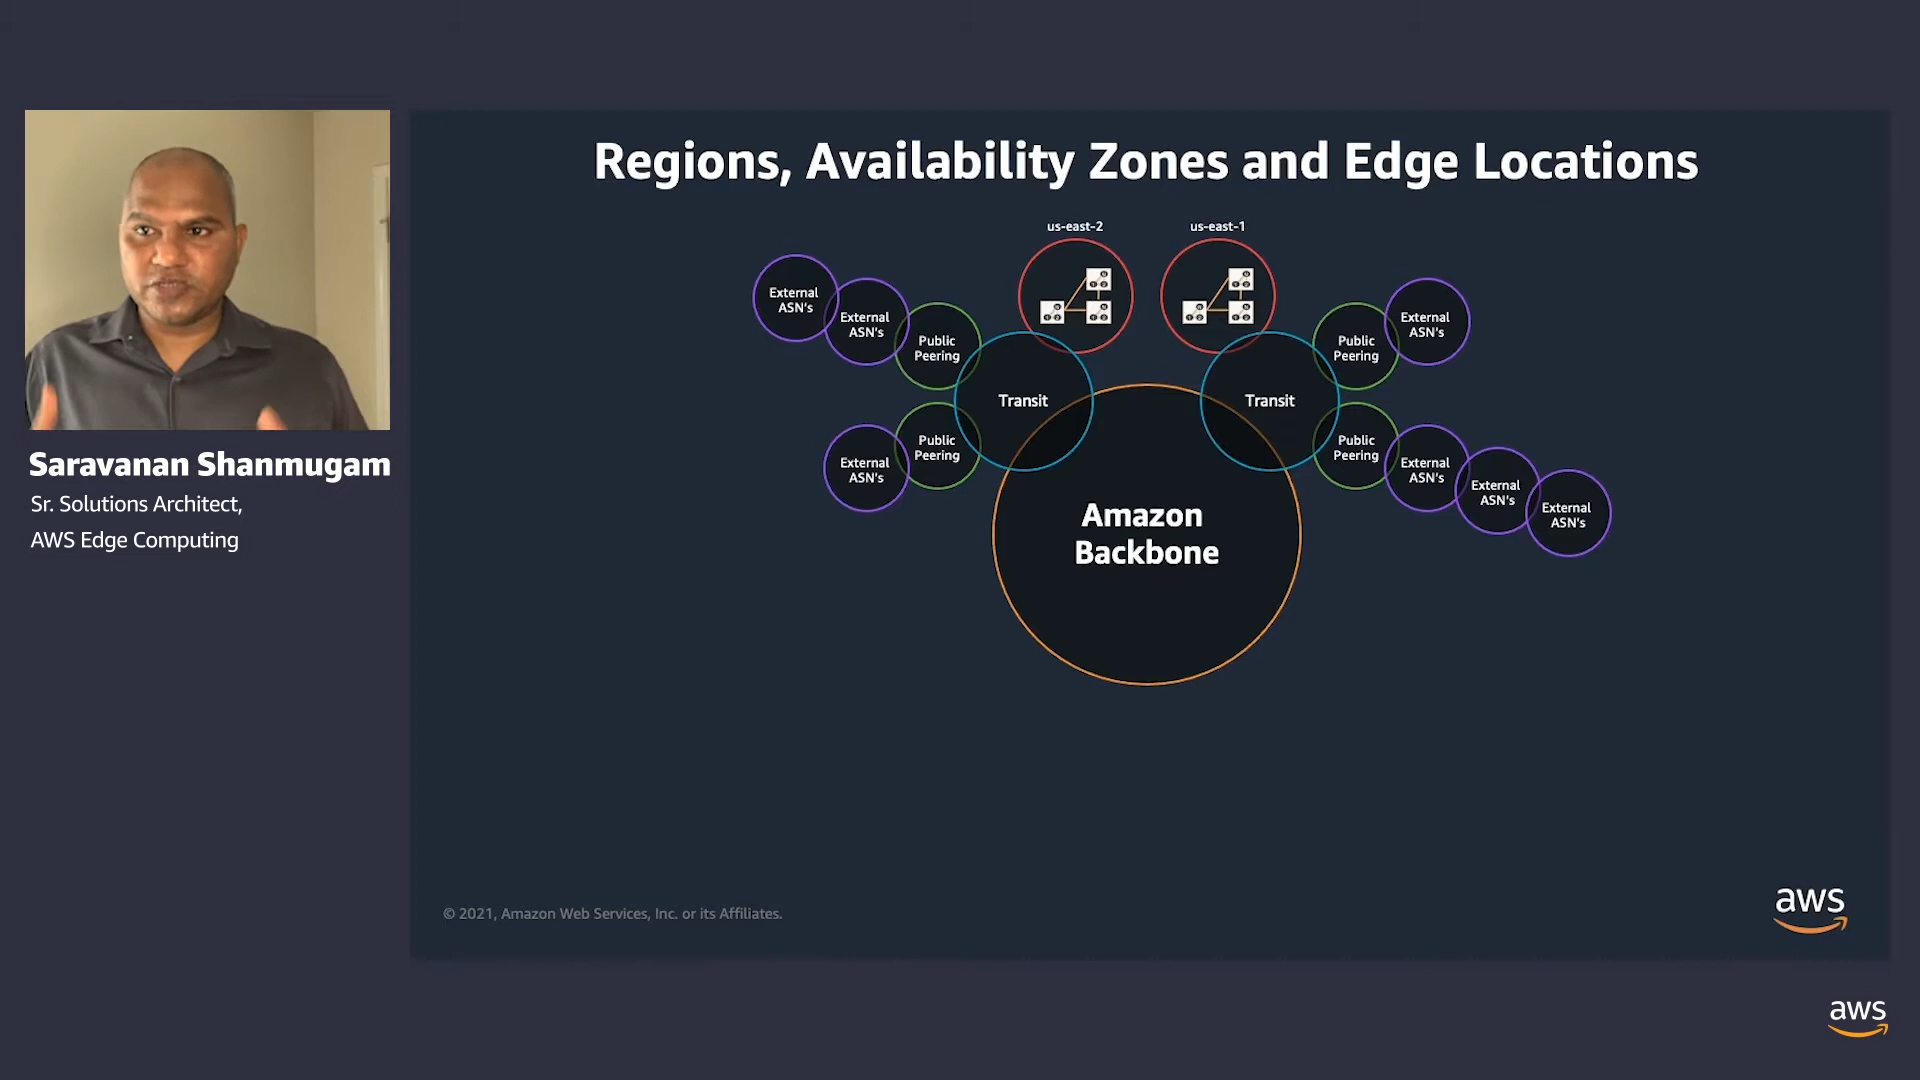 Regions, Availability Zones and Edge Locations
us-east-2
us-east-1
External
ASN's
External
ASN's
Public
Peering
Transit
External
ASN's
Public
Peering
Transit
Public
Peering
External
ASN's
Public
Peering
External
ASN's
External
ASN's
External
ASN's
Amazon
Backbone
Saravanan Shanmugam
Sr. Solutions Architect,
AWS Edge Computing
© 2021, Amazon Web Services, Inc. or its Affiliates.
aws
aws